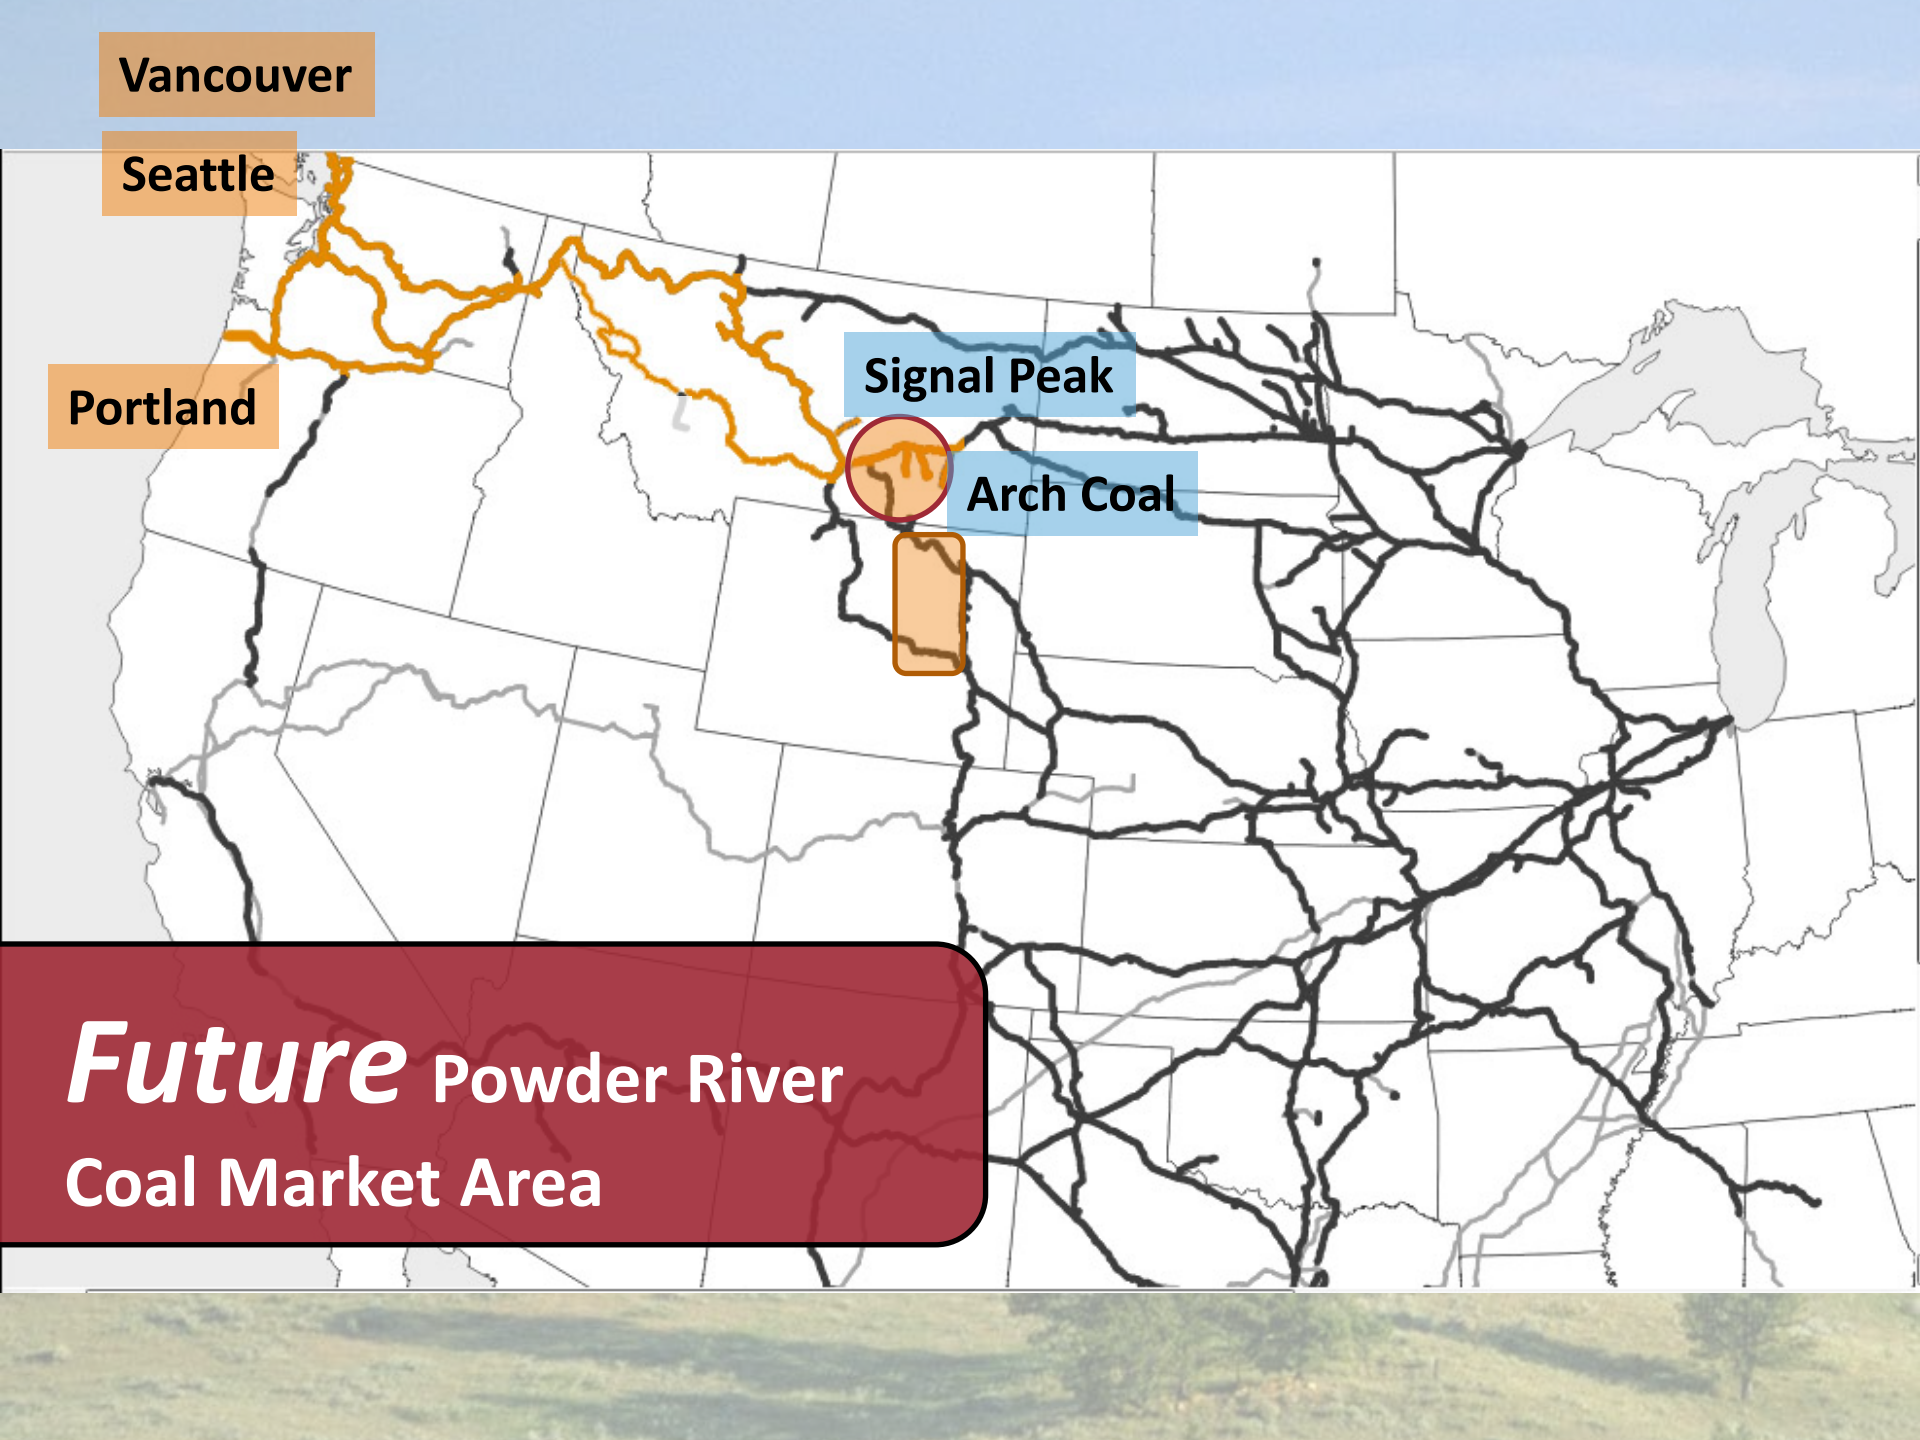 Vancouver
Seattle
Portland
Signal Peak
Arch Coal
Future Powder River
Coal Market Area